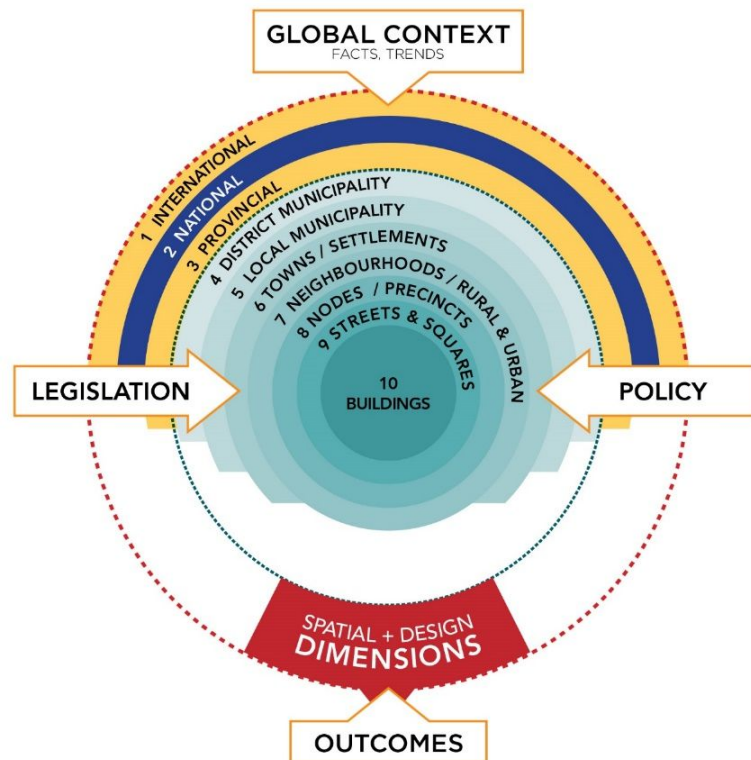 GLOBAL CONTEXT
FACTS, TRENDS
1 INTERNATIONAL
2 NATIONAL
3 PROVINCIAL
4 DISTRICT MUNICIPALITY
5 LOCAL MUNICIPALITY
6 TOWNS / SETTLEMENTS
7 NEIGHBOURHOODS / RURAL & URBAN
8 NODES / PRECINCTS
9 STREETS & SQUARES
10
BUILDINGS
LEGISLATION
POLICY
SPATIAL + DESIGN
DIMENSIONS
OUTCOMES